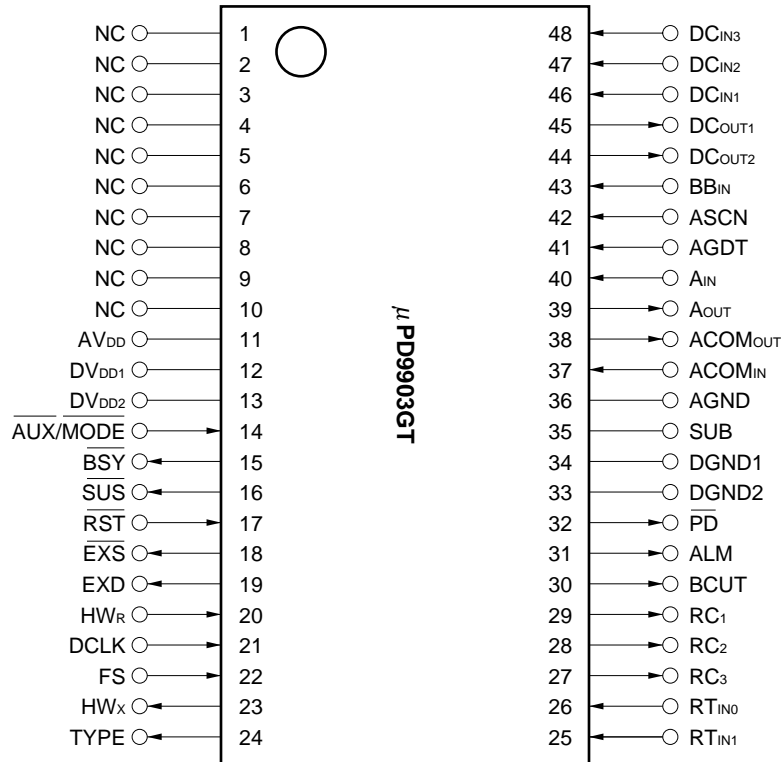 NC 1 48 DCIN3
NC 2 47 DCIN2
NC 3 46 DCIN1
NC 4 45 DCOUT1
NC 5 44 DCOUT2
NC 6 43 BBIN
NC 7 42 ASCN
NC 8 41 AGDT
NC 9 40 AIN
NC 10 39 AOUT
AVDD 11 38 ACOMOUT
DVDD1 12 37 ACOMIN
DVDD2 13 36 AGND
AUX/MODE 14 35 SUB
BSY 15 34 DGND1
SUS 16 33 DGND2
RST 17 32 PD
EXS 18 31 ALM
EXD 19 30 BCUT
HWR 20 29 RC1
DCLK 21 28 RC2
FS 22 27 RC3
HWX 23 26 RTIN0
TYPE 24 25 RTIN1
µPD9903GT